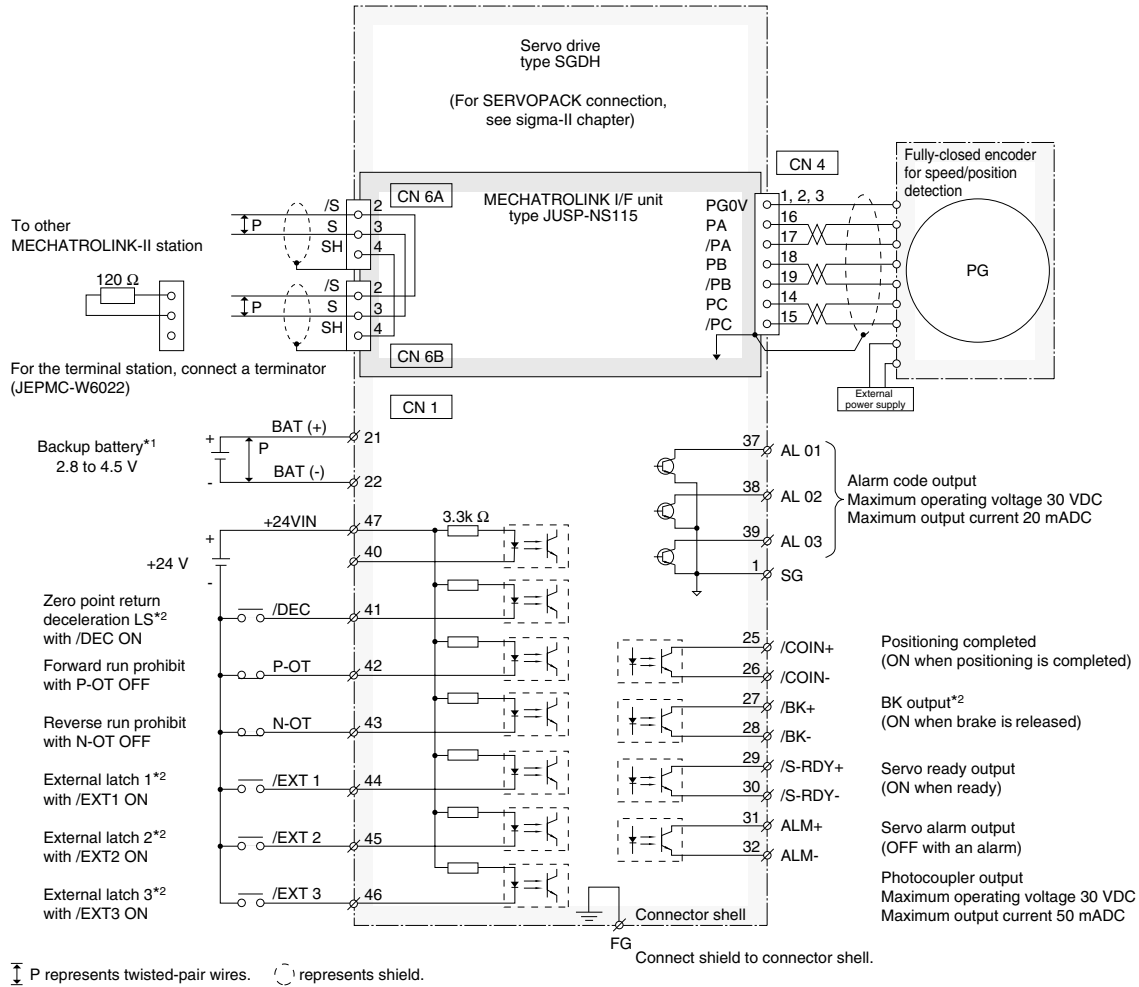 Servo drive
type SGDH
(For SERVOPACK connection,
see sigma-II chapter)
CN 6A
MECHATROLINK I/F unit
type JUSP-NS115
CN 4
Fully-closed encoder
for speed/position
detection
PG
To other
MECHATROLINK-II station
120 Ω
/S
S
SH
P
2
3
4
/S
S
SH
P
2
3
4
CN 6B
PG0V
PA
/PA
PB
/PB
PC
/PC
1, 2, 3
16
17
18
19
14
15
External
power supply
For the terminal station, connect a terminator
(JEPMC-W6022)
CN 1
Backup battery*1
2.8 to 4.5 V
+
-
BAT (+)
P
BAT (-)
21
22
+24VIN
47
3.3k Ω
40
+
+24 V
-
Zero point return
deceleration LS*2
with /DEC ON
/DEC
41
Forward run prohibit
with P-OT OFF
P-OT
42
Reverse run prohibit
with N-OT OFF
N-OT
43
External latch 1*2
with /EXT1 ON
/EXT 1
44
External latch 2*2
with /EXT2 ON
/EXT 2
45
External latch 3*2
with /EXT3 ON
/EXT 3
46
37
AL 01
38
AL 02
39
AL 03
1
SG
Alarm code output
Maximum operating voltage 30 VDC
Maximum output current 20 mADC
25
/COIN+
26
/COIN-
Positioning completed
(ON when positioning is completed)
27
/BK+
28
/BK-
BK output*2
(ON when brake is released)
29
/S-RDY+
30
/S-RDY-
Servo ready output
(ON when ready)
31
ALM+
32
ALM-
Servo alarm output
(OFF with an alarm)
Photocoupler output
Maximum operating voltage 30 VDC
Maximum output current 50 mADC
Connector shell
FG
Connect shield to connector shell.
P represents twisted-pair wires.
represents shield.